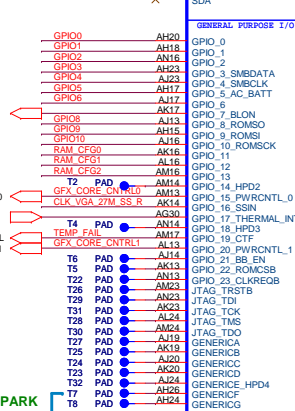 SDA
GENERAL PURPOSE I/O
GPIO0 AH20 GPIO_0
GPIO1 AH18 GPIO_1
GPIO2 AN16 GPIO_2
GPIO3 AH23 GPIO_3_SMBDATA
GPIO4 AJ23 GPIO_4_SMBCLK
GPIO5 AH17 GPIO_5_AC_BATT
GPIO6 AJ17 GPIO_6
AK17 GPIO_7_BLON
GPIO8 AJ13 GPIO_8_ROMSO
GPIO9 AH15 GPIO_9_ROMSI
GPIO10 AJ16 GPIO_10_ROMSCK
RAM_CFG0 AK16 GPIO_11
RAM_CFG1 AL16 GPIO_12
RAM_CFG2 AM16 GPIO_13
T2 PAD AM14 GPIO_14_HPD2
GFX_CORE_CNTRL0 AM13 GPIO_15_PWRCNTL_0
CLK_VGA_27M_SS_R AK14 GPIO_16_SSIN
AG30 GPIO_17_THERMAL_INT
T4 PAD AN14 GPIO_18_HPD3
TEMP_FAIL AM17 GPIO_19_CTF
GFX_CORE_CNTRL1 AL13 GPIO_20_PWRCNTL_1
T6 PAD AJ14 GPIO_21_BB_EN
T5 PAD AK13 GPIO_22_ROMCSB
T22 PAD AN13 GPIO_23_CLKREQB
T26 PAD AM23 JTAG_TRSTB
T29 PAD AN23 JTAG_TDI
T31 PAD AK23 JTAG_TCK
T28 PAD AL24 JTAG_TMS
T30 PAD AM24 JTAG_TDO
T27 PAD AJ19 GENERICA
T25 PAD AK19 GENERICB
T24 PAD AJ20 GENERICC
T23 PAD AK20 GENERICD
T32 PAD AJ24 GENERICE_HPD4
T7 PAD AH26 GENERICF
PARK T8 PAD AH24 GENERICG